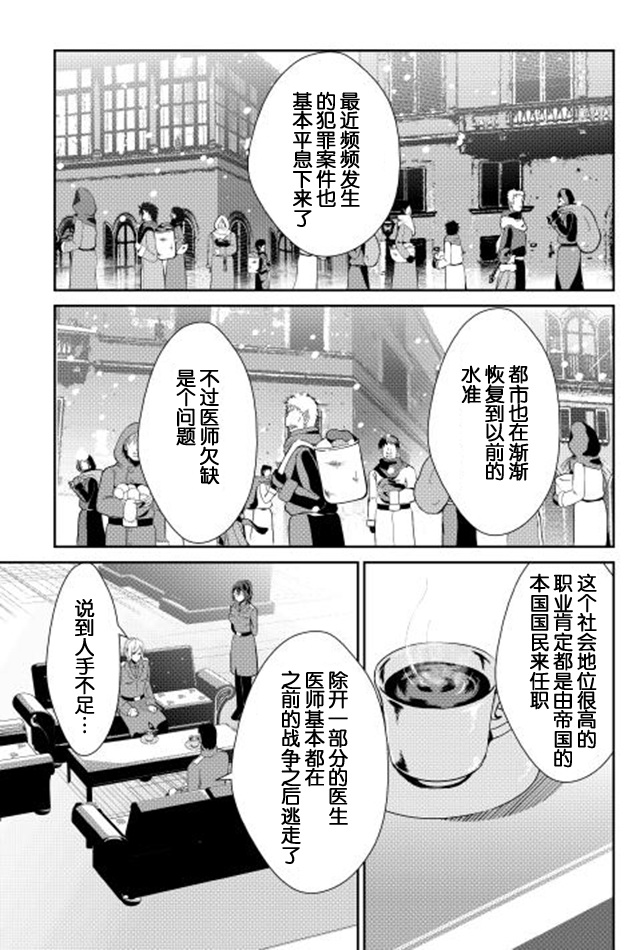 最近频频发生
的犯罪案件也
基本平息下来了
都市也在渐渐
恢复到以前的
水准
不过医师欠缺
是个问题
这个社会地位很高的
职业肯定都是由帝国的
本国国民来任职
除开一部分的医生
医师基本都在
之前的战争之后逃走了
说到人手不足…